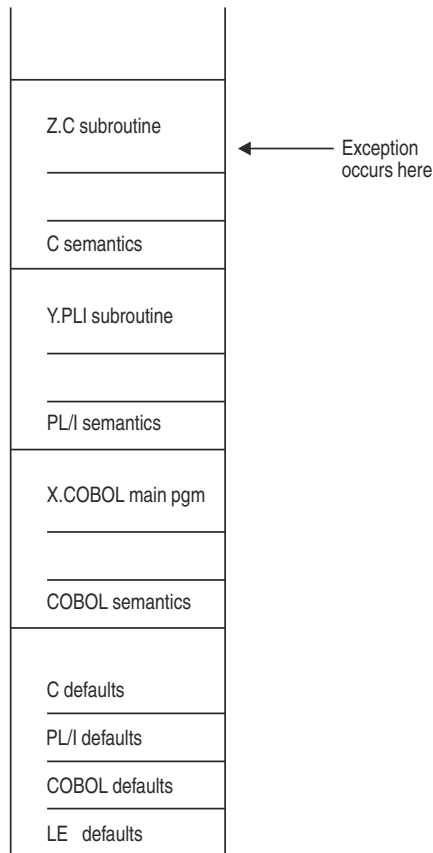 Z.C subroutine
Exception
occurs here
C semantics
Y.PLI subroutine
PL/I semantics
X.COBOL main pgm
COBOL semantics
C defaults
PL/I defaults
COBOL defaults
LE defaults